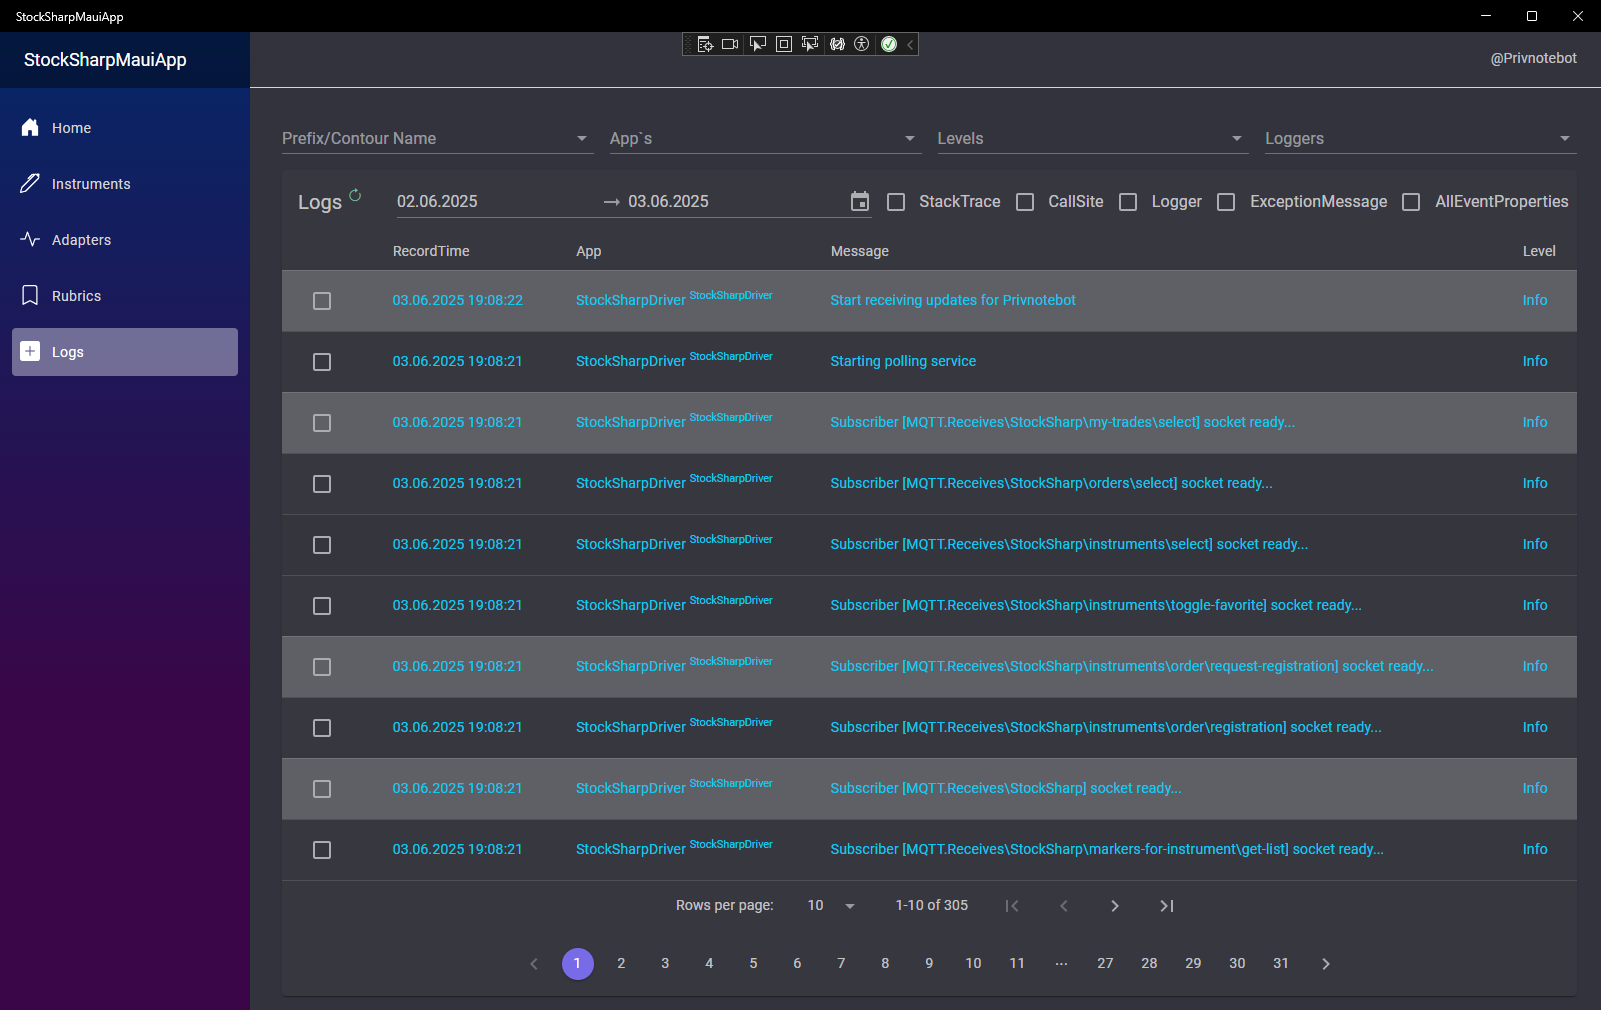 StockSharpMauiApp
StockSharpMauiApp
@Privnotebot
Home
Instruments
Adapters
Rubrics
Logs
Prefix/Contour Name App`s Levels Loggers
Logs 02.06.2025 03.06.2025 StackTrace CallSite Logger ExceptionMessage AllEventProperties
RecordTime App Message Level
03.06.2025 19:08:22 StockSharpDriver StockSharpDriver Start receiving updates for Privnotebot Info
03.06.2025 19:08:21 StockSharpDriver StockSharpDriver Starting polling service Info
03.06.2025 19:08:21 StockSharpDriver StockSharpDriver Subscriber [MQTT.Receives\StockSharp\my-trades\select] socket ready... Info
03.06.2025 19:08:21 StockSharpDriver StockSharpDriver Subscriber [MQTT.Receives\StockSharp\orders\select] socket ready... Info
03.06.2025 19:08:21 StockSharpDriver StockSharpDriver Subscriber [MQTT.Receives\StockSharp\instruments\select] socket ready... Info
03.06.2025 19:08:21 StockSharpDriver StockSharpDriver Subscriber [MQTT.Receives\StockSharp\instruments\toggle-favorite] socket ready... Info
03.06.2025 19:08:21 StockSharpDriver StockSharpDriver Subscriber [MQTT.Receives\StockSharp\instruments\order\request-registration] socket ready... Info
03.06.2025 19:08:21 StockSharpDriver StockSharpDriver Subscriber [MQTT.Receives\StockSharp\instruments\order\registration] socket ready... Info
03.06.2025 19:08:21 StockSharpDriver StockSharpDriver Subscriber [MQTT.Receives\StockSharp] socket ready... Info
03.06.2025 19:08:21 StockSharpDriver StockSharpDriver Subscriber [MQTT.Receives\StockSharp\markers-for-instrument\get-list] socket ready... Info
Rows per page: 10 1-10 of 305
1 2 3 4 5 6 7 8 9 10 11 ... 27 28 29 30 31